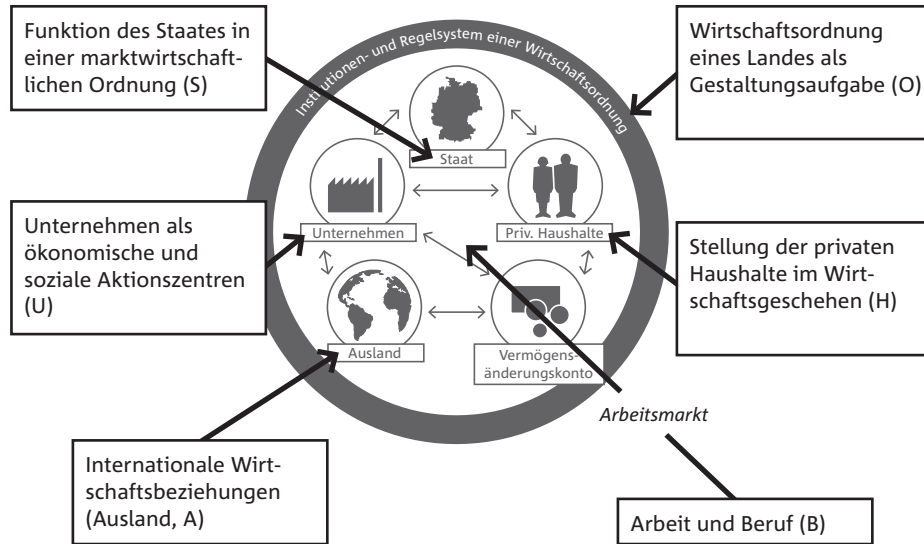 Funktion des Staates in
einer marktwirtschaft-
lichen Ordnung (S)
Institutionen- und Regelsystem einer Wirtschaftsordnung
Wirtschaftsordnung
eines Landes als
Gestaltungsaufgabe (O)
Staat
Unternehmen als
ökonomische und
soziale Aktionszentren
(U)
Unternehmen
Priv. Haushalte
Stellung der privaten
Haushalte im Wirt-
schaftsgeschehen (H)
Ausland
Vermögens-
änderungskonto
Arbeitsmarkt
Internationale Wirt-
schaftsbeziehungen
(Ausland, A)
Arbeit und Beruf (B)